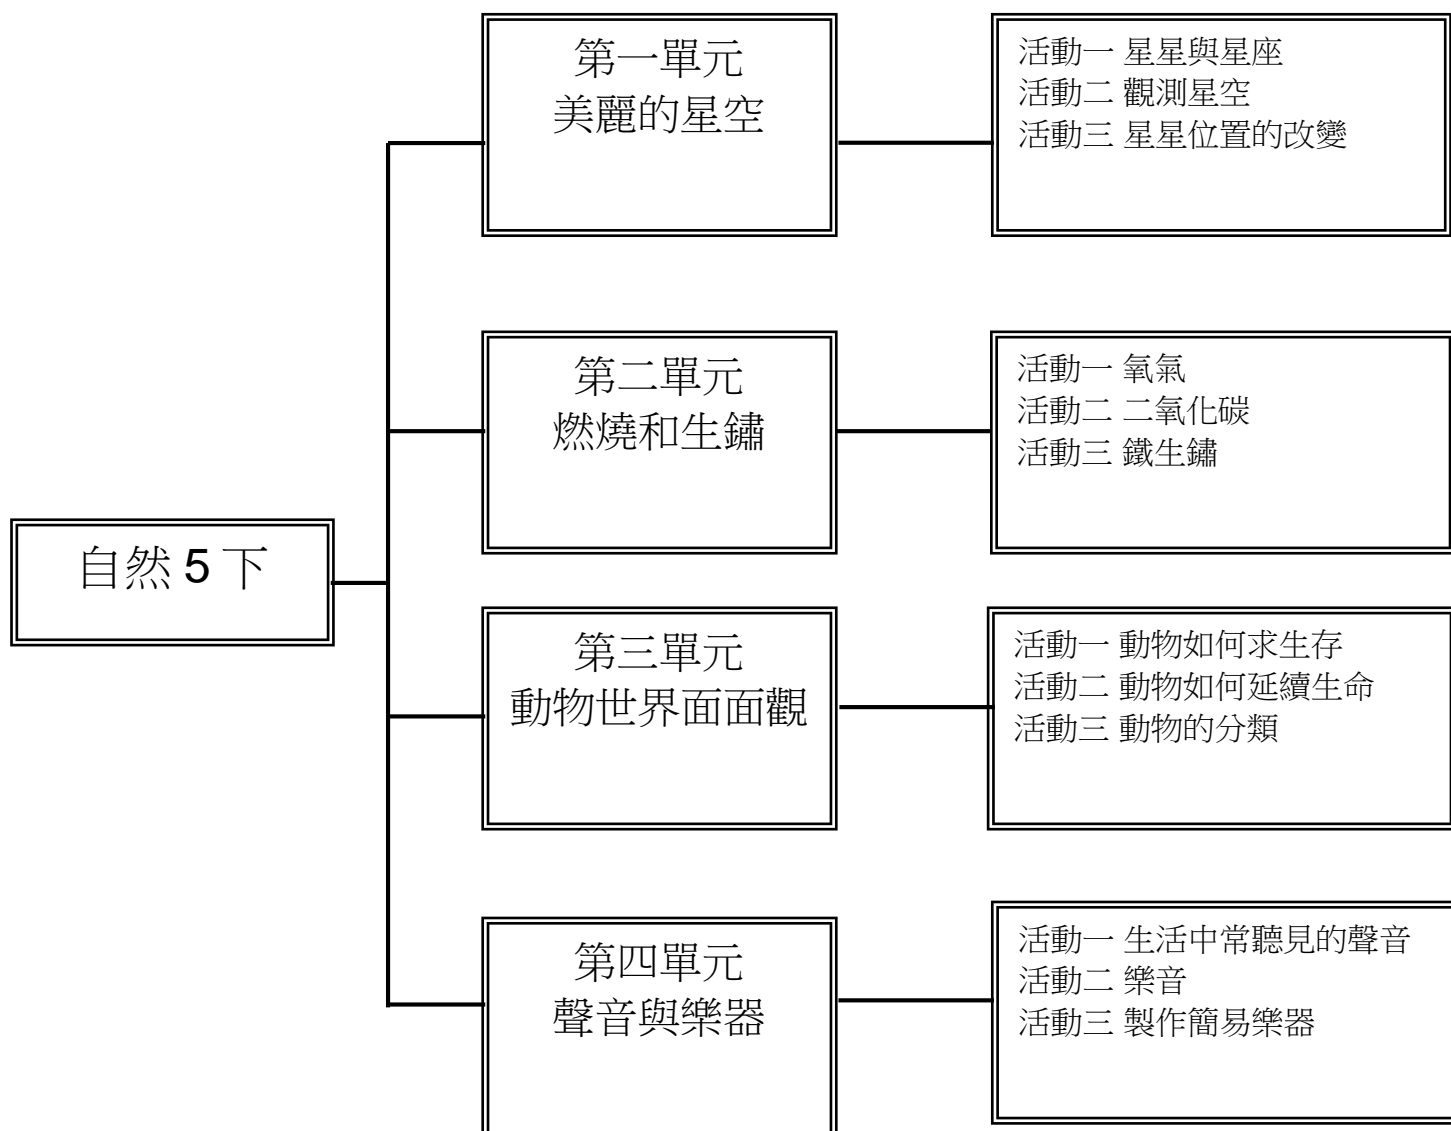 自然 5 下
第一單元
美麗的星空
活動一 星星與星座
活動二 觀測星空
活動三 星星位置的改變
第二單元
燃燒和生鏽
活動一 氧氣
活動二 二氧化碳
活動三 鐵生鏽
第三單元
動物世界面面觀
活動一 動物如何求生存
活動二 動物如何延續生命
活動三 動物的分類
第四單元
聲音與樂器
活動一 生活中常聽見的聲音
活動二 樂音
活動三 製作簡易樂器